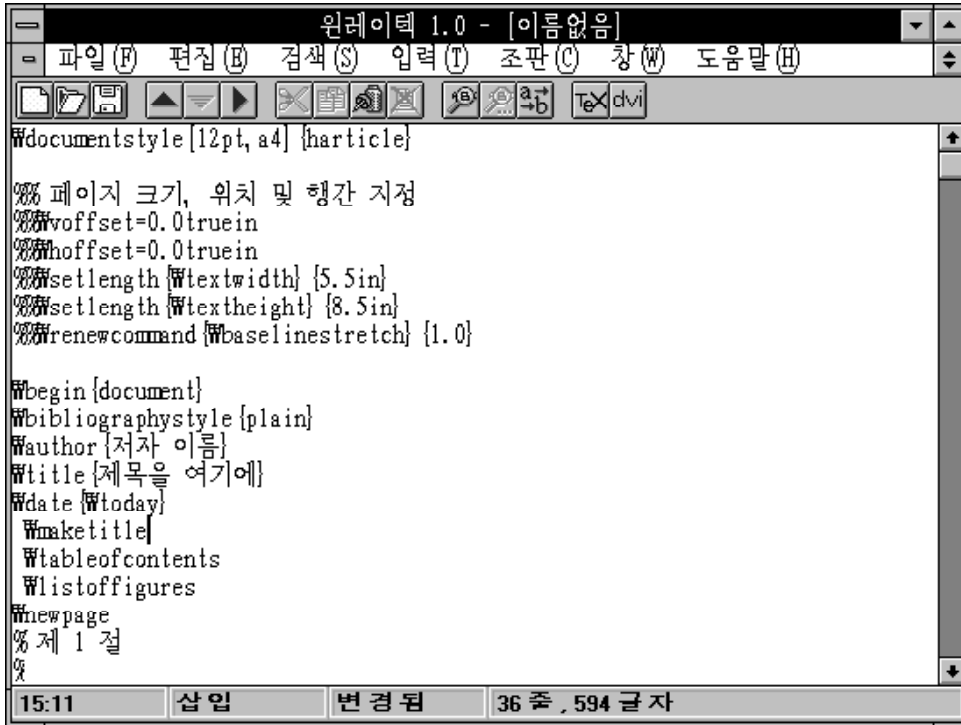 윈레이텍 1.0 - [이름없음]
파일(F) 편집(E) 검색(S) 입력(T) 조판(C) 창(W) 도움말(H)
TeX dvi
₩documentstyle[12pt,a4]{harticle}
%%% 페이지 크기, 위치 및 행간 지정
%%%₩voffset=0.0truein
%%%₩hoffset=0.0truein
%%%₩setlength{₩textwidth}{5.5in}
%%%₩setlength{₩textheight}{8.5in}
%%%₩renewcommand{₩baselinestretch}{1.0}
₩begin{document}
₩bibliographystyle{plain}
₩author{저자 이름}
₩title{제목을 여기에}
₩date{₩today}
₩maketitle
₩tableofcontents
₩listoffigures
₩newpage
% 제 1 절
%
15:11 삽입 변경됨 36 줄 , 594 글자